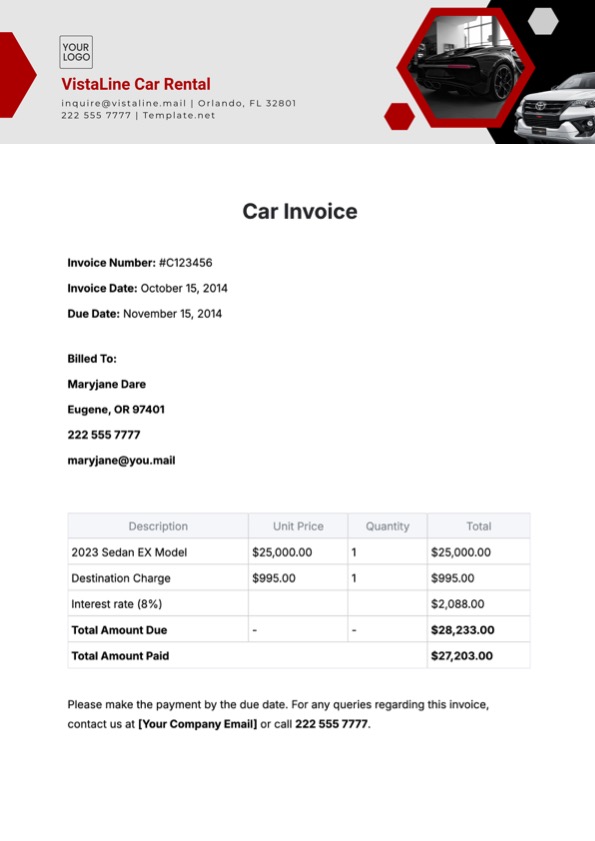 YOUR
LOGO
VistaLine Car Rental
inquire@vistaline.mail | Orlando, FL 32801
222 555 7777 | Template.net
Car Invoice
Invoice Number: #C123456
Invoice Date: October 15, 2014
Due Date: November 15, 2014
Billed To:
Maryjane Dare
Eugene, OR 97401
222 555 7777
maryjane@you.mail
Description Unit Price Quantity Total
2023 Sedan EX Model $25,000.00 1 $25,000.00
Destination Charge $995.00 1 $995.00
Interest rate (8%) $2,088.00
Total Amount Due - - $28,233.00
Total Amount Paid $27,203.00
Please make the payment by the due date. For any queries regarding this invoice,
contact us at [Your Company Email] or call 222 555 7777.